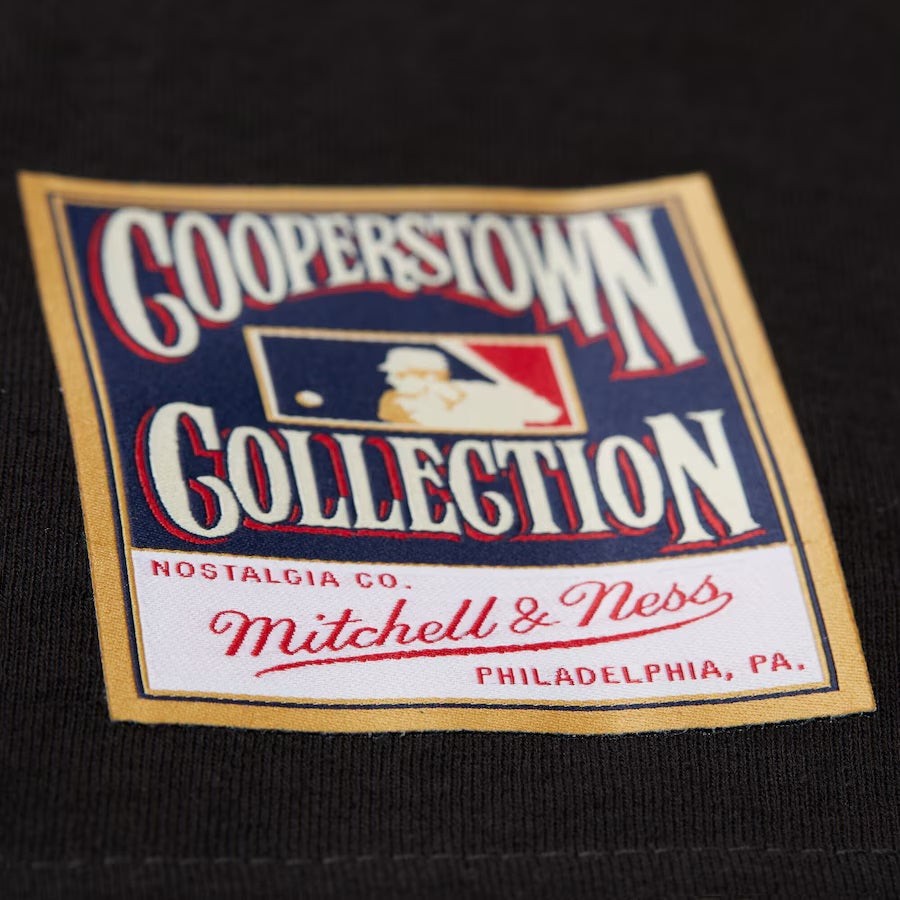 COOPERSTOWN
COLLECTION
NOSTALGIA CO.
Mitchell & Ness
PHILADELPHIA, PA.